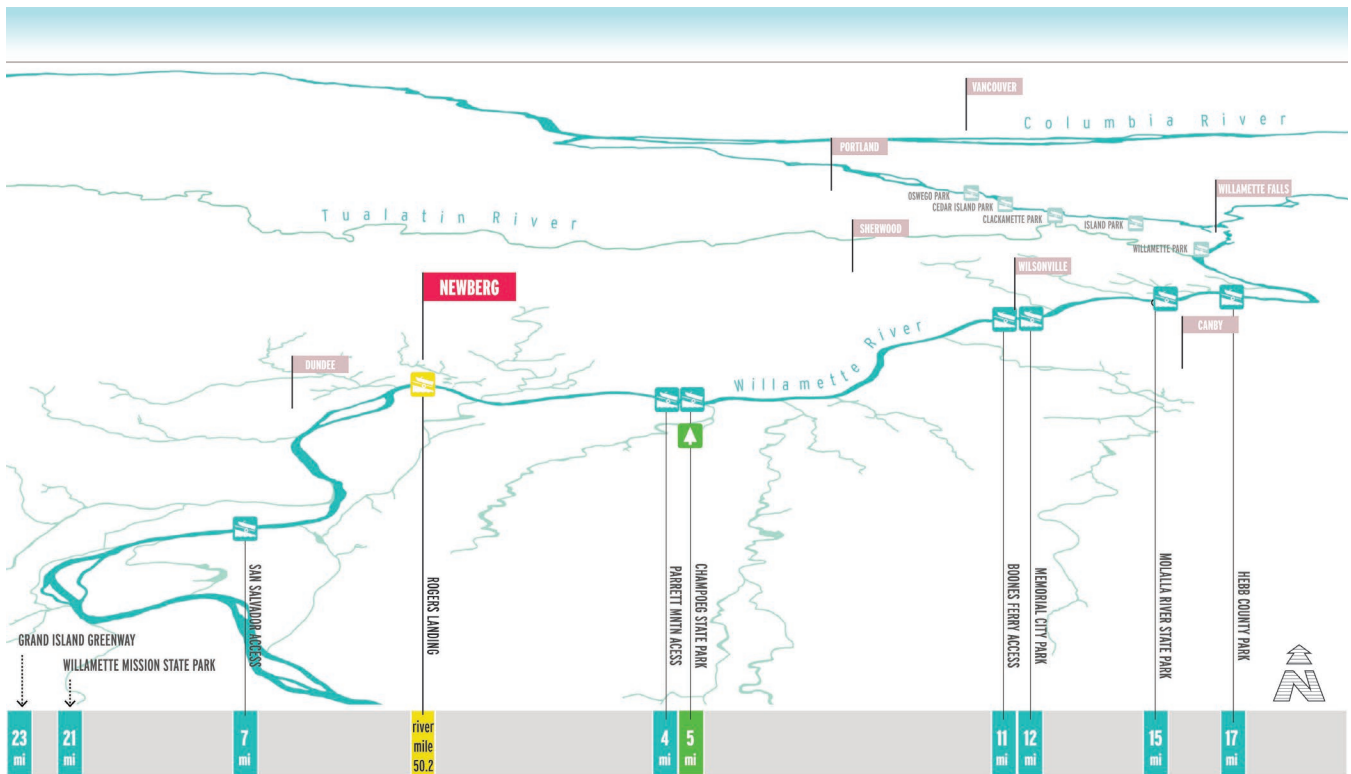 VANCOUVER
Columbia River
PORTLAND
OSWEGO PARK
CEDAR ISLAND PARK
CLACKAMETTE PARK
ISLAND PARK
WILLAMETTE FALLS
Tualatin River
SHERWOOD
WILLAMETTE PARK
WILSONVILLE
NEWBERG
CANBY
DUNDEE
Willamette River
SAN SALVADOR ACCESS
ROGERS LANDING
PARRETT MNTN ACESS
CHAMPOEG STATE PARK
BOONES FERRY ACCESS
MEMORIAL CITY PARK
MOLALLA RIVER STATE PARK
HEBB COUNTY PARK
GRAND ISLAND GREENWAY
WILLAMETTE MISSION STATE PARK
N
23
mi
21
mi
7
mi
river
mile
50.2
4
mi
5
mi
11
mi
12
mi
15
mi
17
mi